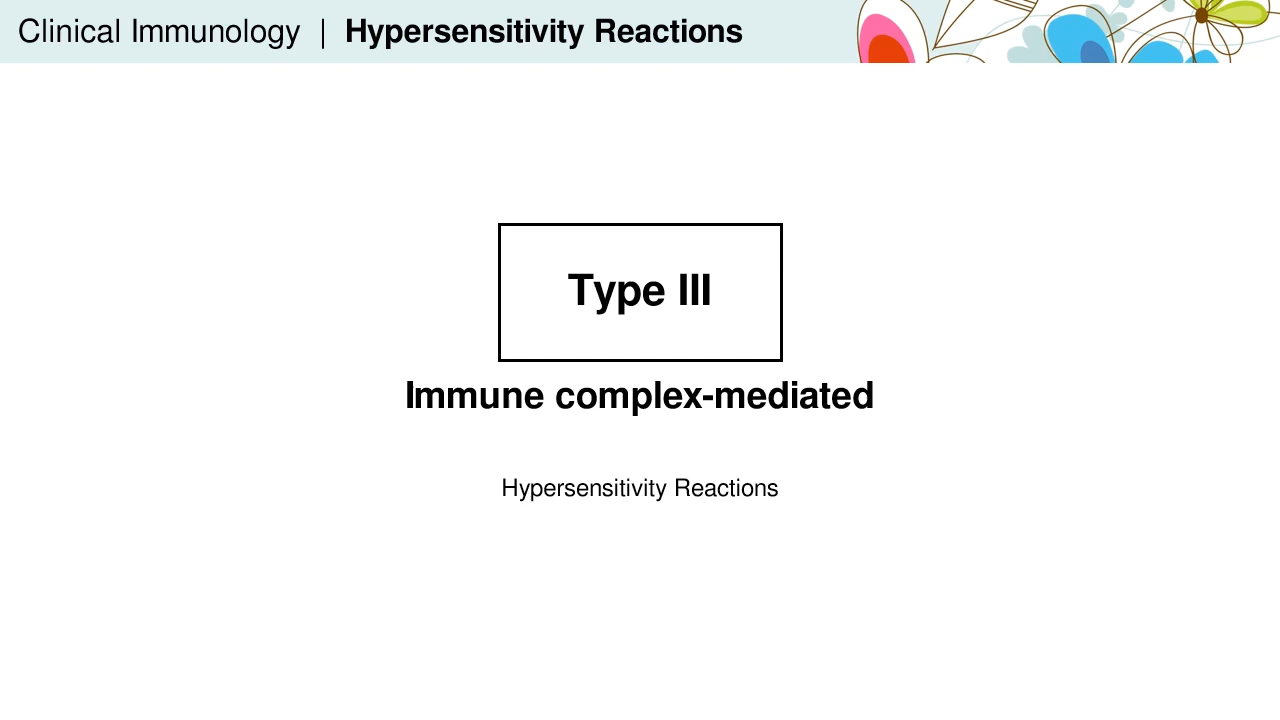 Clinical Immunology | Hypersensitivity Reactions
Type III
Immune complex-mediated
Hypersensitivity Reactions